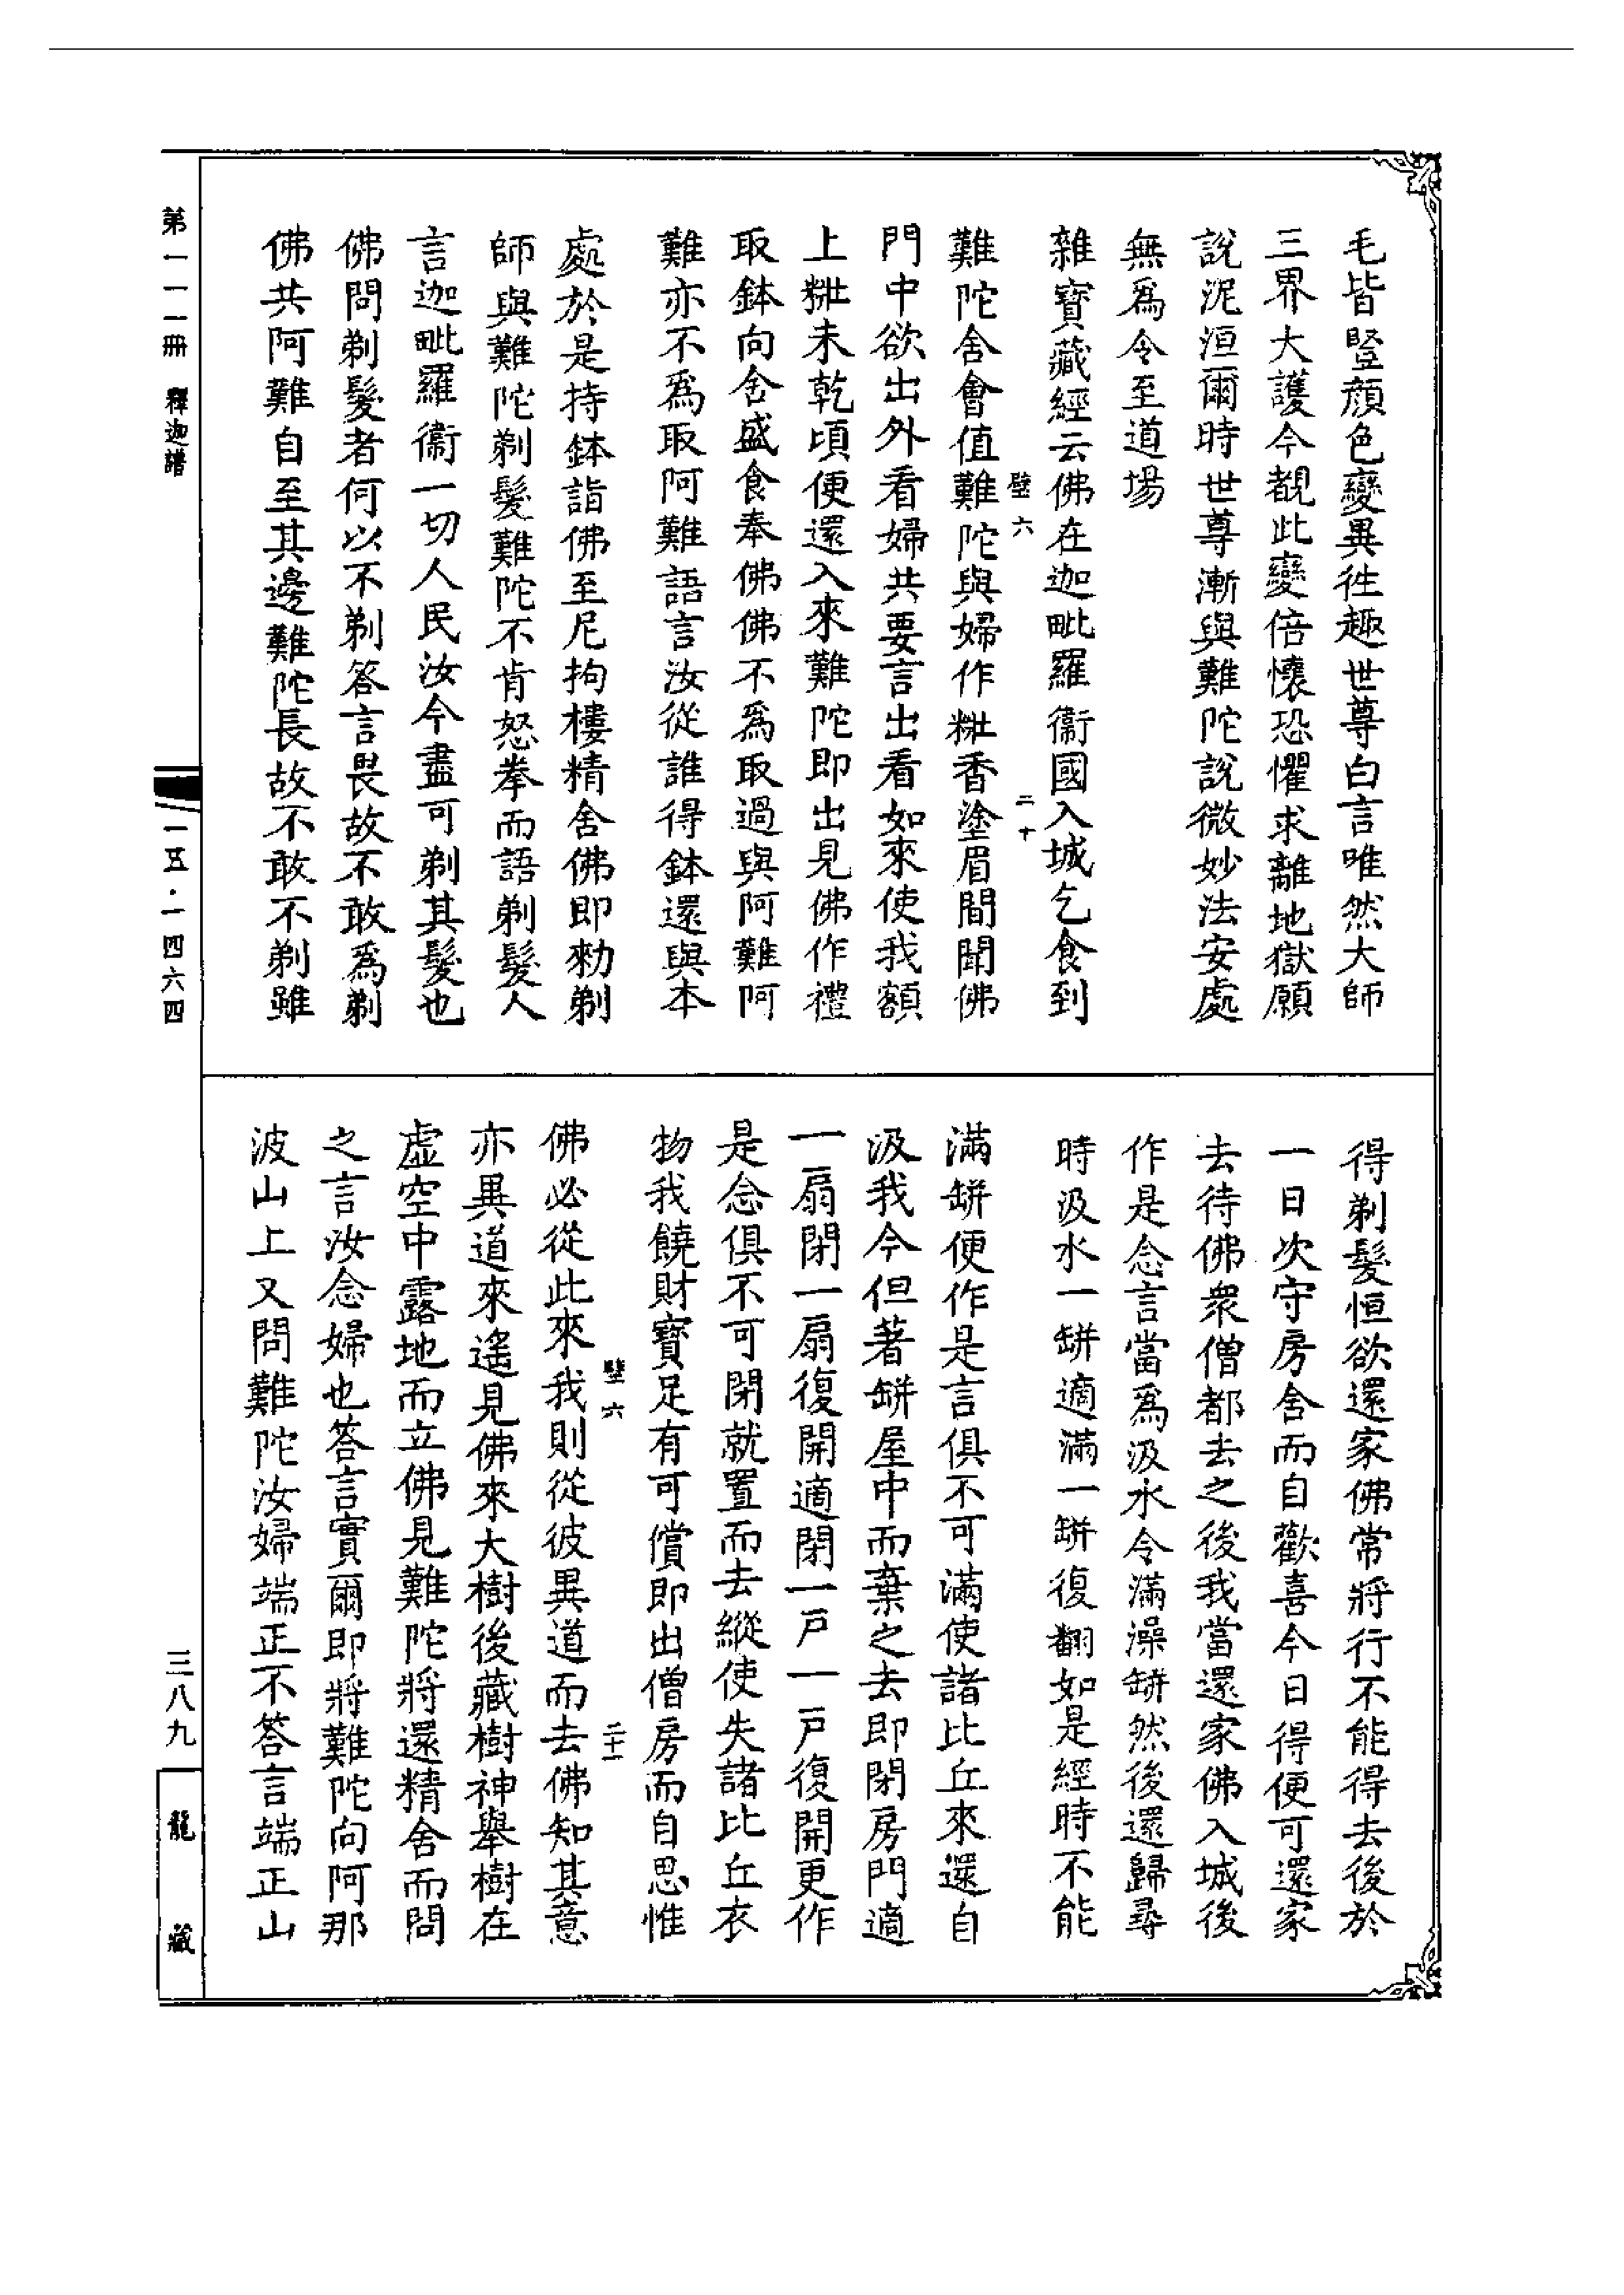 毛皆豎顏色變異徃趣世尊白言唯然大師
三界大護今覩此變倍懷恐懼求離地獄願
說泥洹爾時世尊漸與難陀說微妙法安處
無爲令至道場
雜寶藏經云佛在迦毗羅衞國入城乞食到
璧六
二十
難陀舍會值難陀與婦作粃香塗眉間聞佛
門中欲出外看婦共要言出看如來使我額
上粃未乾頃便還入來難陀即出見佛作禮
取鉢向舍盛食奉佛佛不爲取過與阿難阿
難亦不爲取阿難語言汝從誰得鉢還與本
處於是持鉢詣佛至尼拘樓精舍佛即勑剃
師與難陀剃髮難陀不肯怒拳而語剃髮人
言迦毗羅衞一切人民汝今盡可剃其髮也
佛問剃髮者何以不剃答言畏故不敢爲剃
佛共阿難自至其邊難陀長故不敢不剃雖
得剃髮恒欲還家佛常將行不能得去後於
一日次守房舍而自歡喜今日得便可還家
去待佛衆僧都去之後我當還家佛入城後
作是念言當爲汲水令滿澡缾然後還歸尋
時汲水一缾適滿一缾復翻如是經時不能
滿缾便作是言俱不可滿使諸比丘來還自
汲我今但著缾屋中而棄之去即閉房門適
一扇閉一扇復開適閉一戶一戶復開更作
是念俱不可閉就置而去縱使失諸比丘衣
物我饒財寶足有可償即出僧房而自思惟
璧六
二十一
佛必從此來我則從彼異道而去佛知其意
亦異道來遙見佛來大樹後藏樹神舉樹在
虛空中露地而立佛見難陀將還精舍而問
之言汝念婦也答言實爾即將難陀向阿那
波山上又問難陀汝婦端正不答言端正山
第一一一冊 釋迦譜
一五·一四六四
三八九
龍藏